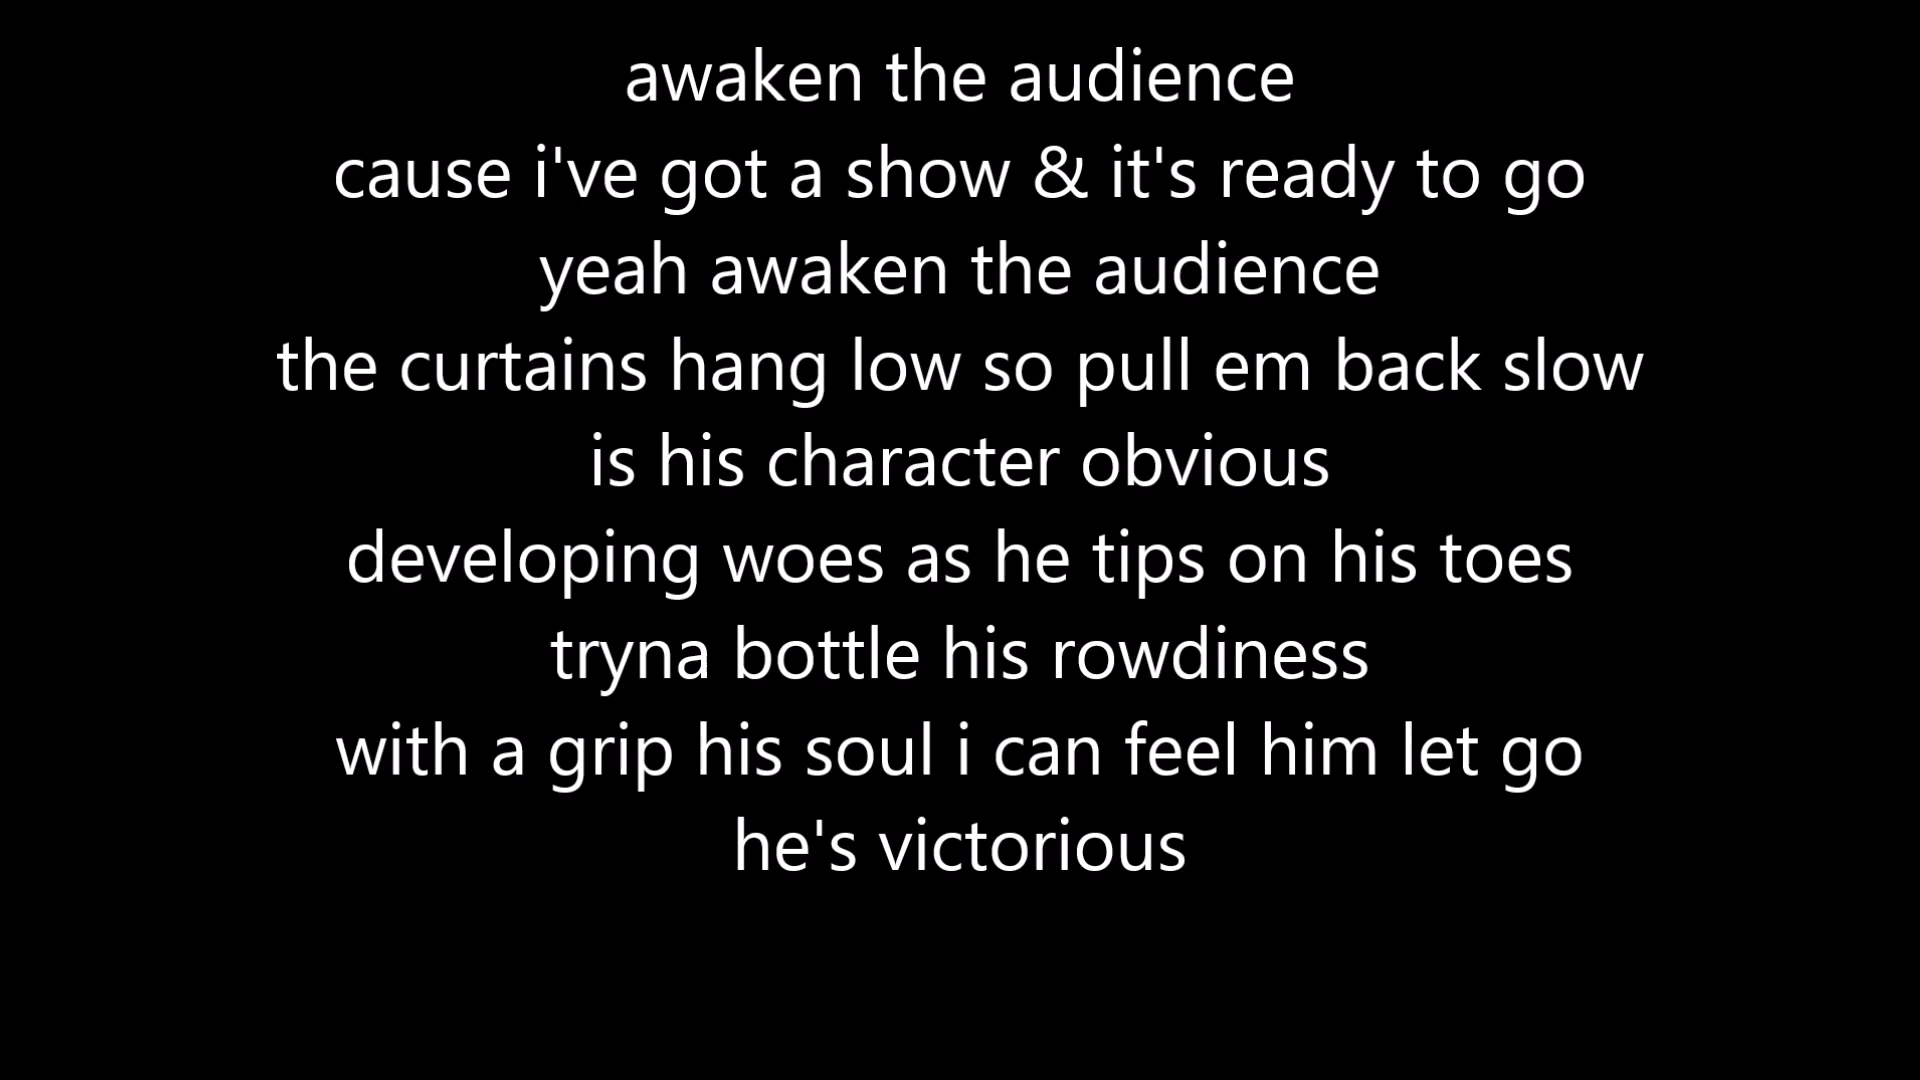 awaken the audience
cause i've got a show & it's ready to go
yeah awaken the audience
the curtains hang low so pull em back slow
is his character obvious
developing woes as he tips on his toes
tryna bottle his rowdiness
with a grip his soul i can feel him let go
he's victorious